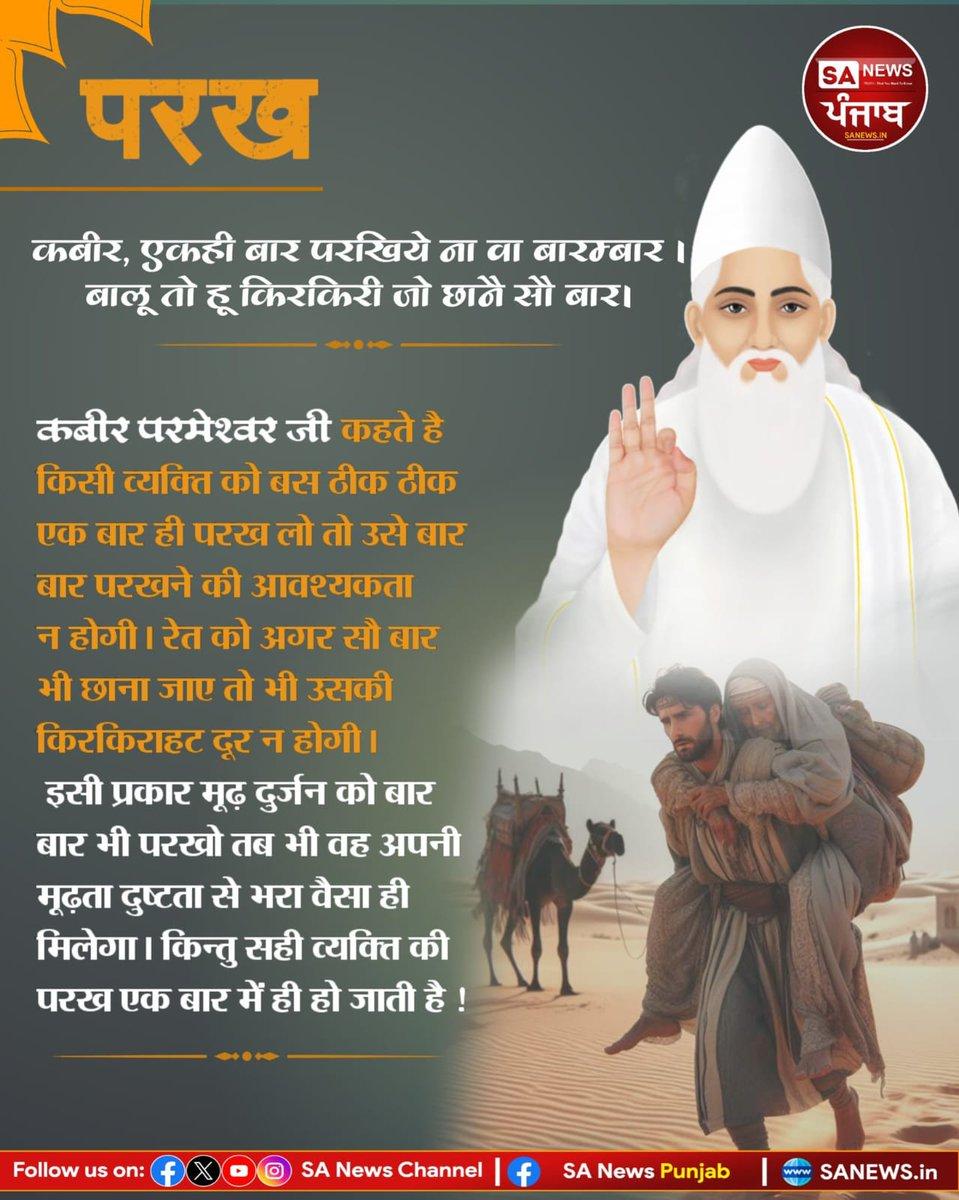 परख
SA NEWS
ਪੰਜਾਬ
SANEWS.IN
कबीर, एकही बार परखिये ना वा बारम्बार ।
बालू तो हू किरकिरी जो छानै सौ बार।
कबीर परमेश्वर जी कहते है
किसी व्यक्ति को बस ठीक ठीक
एक बार ही परख लो तो उसे बार
बार परखने की आवश्यकता
न होगी । रेत को अगर सौ बार
भी छाना जाए तो भी उसकी
किरकिराहट दूर न होगी ।
इसी प्रकार मूढ़ दुर्जन को बार
बार भी परखो तब भी वह अपनी
मूढ़ता दुष्टता से भरा वैसा ही
मिलेगा । किन्तु सही व्यक्ति की
परख एक बार में ही हो जाती है !
Follow us on: SA News Channel | SA News Punjab | SANEWS.in